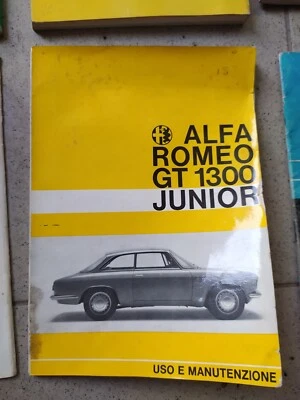 ALFA
ROMEO
GT 1300
JUNIOR
USO E MANUTENZIONE